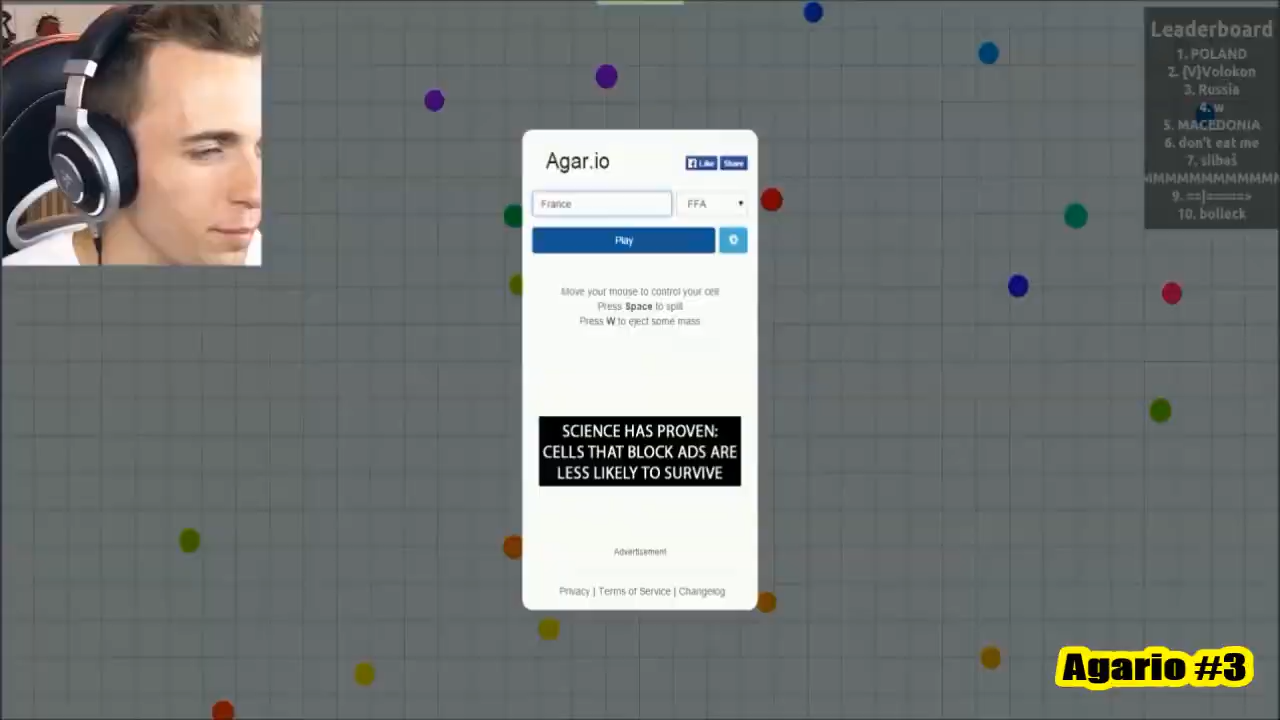 Leaderboard
1. POLAND
2. {V}Volokon
3. Russia
4. w
5. MACEDONIA
6. don't eat me
7. slibaś
9. ==|=====>
10. bolleck
Agar.io
Like Share
France
FFA
Play
Move your mouse to control your cell
Press Space to split
Press W to eject some mass
SCIENCE HAS PROVEN:
CELLS THAT BLOCK ADS ARE
LESS LIKELY TO SURVIVE
Advertisement
Privacy | Terms of Service | Changelog
Agario #3